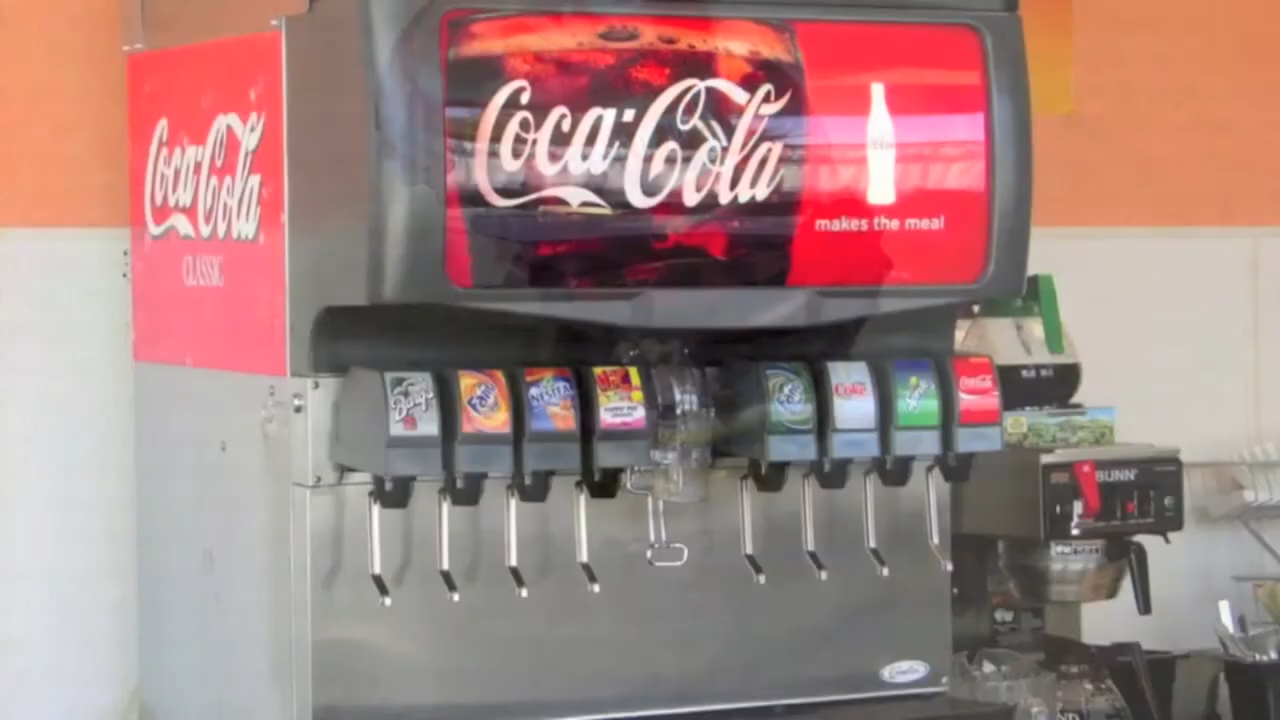 Coca-Cola
CLASSIC
Coca-Cola
makes the meal
Barq's
Fanta
NESTEA
Coke
Sprite
Coca-Cola
BUNN